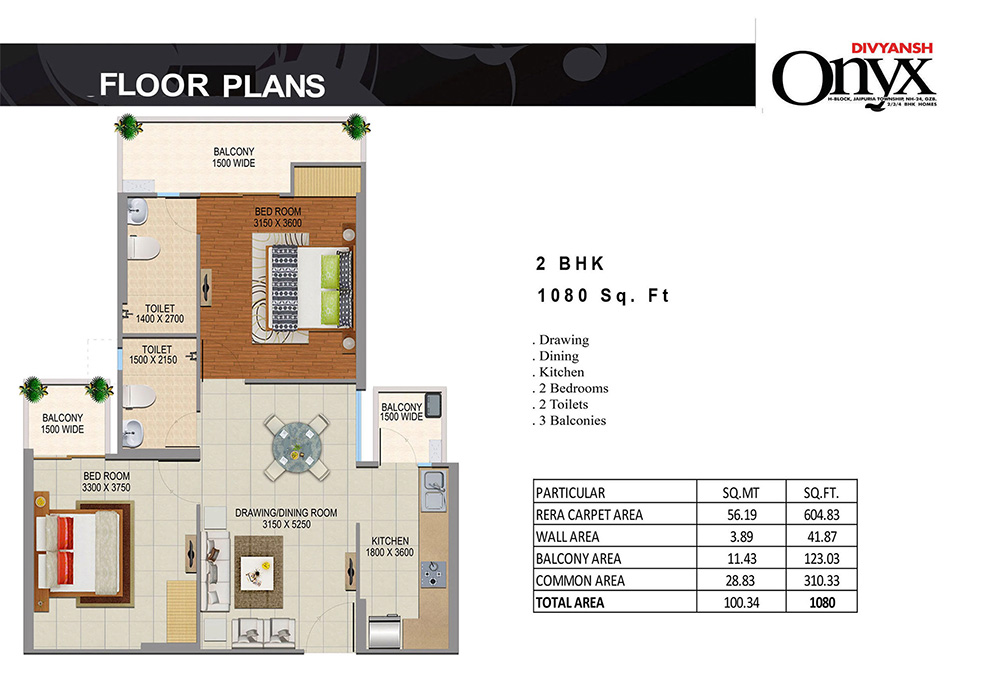 FLOOR PLANS
DIVYANSH
Onyx
H-BLOCK, JAIPURIA TOWNSHIP, NH-24, GZB.
2/3/4 BHK HOMES
BALCONY
1500 WIDE
BED ROOM
3150 X 3600
TOILET
1400 X 2700
TOILET
1500 X 2150
BALCONY
1500 WIDE
BALCONY
1500 WIDE
BED ROOM
3300 X 3750
DRAWING/DINING ROOM
3150 X 5250
KITCHEN
1800 X 3600
2 BHK
1080 Sq. Ft
. Drawing
. Dining
. Kitchen
. 2 Bedrooms
. 2 Toilets
. 3 Balconies
PARTICULAR SQ.MT SQ.FT.
RERA CARPET AREA 56.19 604.83
WALL AREA 3.89 41.87
BALCONY AREA 11.43 123.03
COMMON AREA 28.83 310.33
TOTAL AREA 100.34 1080